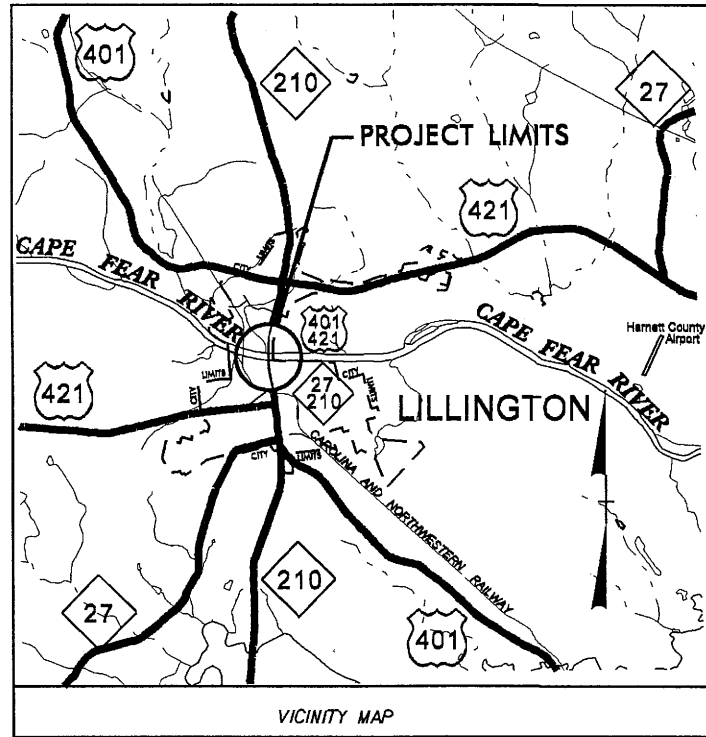 401
210
27
PROJECT LIMITS
421
CITY
LIMITS
CAPE FEAR RIVER
401
421
CAPE FEAR RIVER
Harnett County
Airport
421
LIMITS
CITY
27
210
CITY
LIMITS
LILLINGTON
CITY
LIMITS
CAROLINA AND NORTHWESTERN RAILWAY
27
210
401
VICINITY MAP